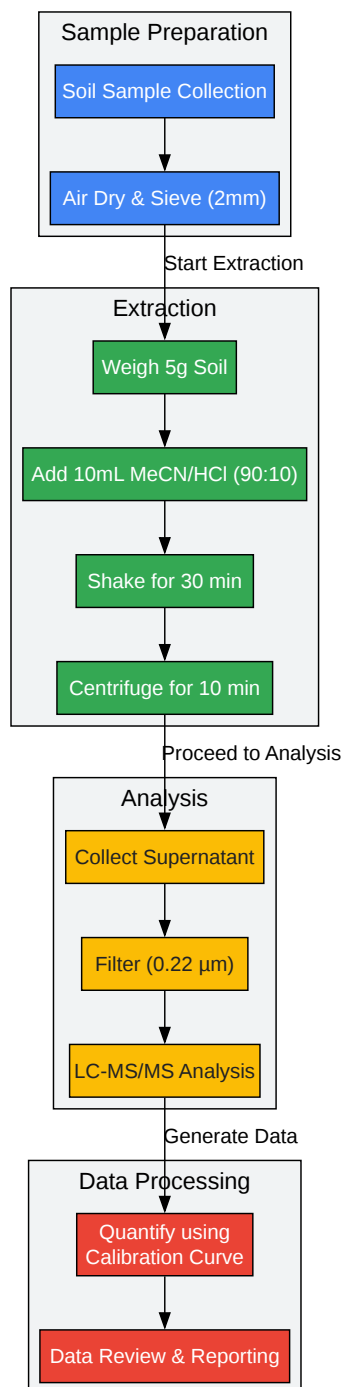 Sample Preparation
Soil Sample Collection
Air Dry & Sieve (2mm)
Start Extraction
Extraction
Weigh 5g Soil
Add 10mL MeCN/HCl (90:10)
Shake for 30 min
Centrifuge for 10 min
Proceed to Analysis
Analysis
Collect Supernatant
Filter (0.22 µm)
LC-MS/MS Analysis
Generate Data
Data Processing
Quantify using
Calibration Curve
Data Review & Reporting